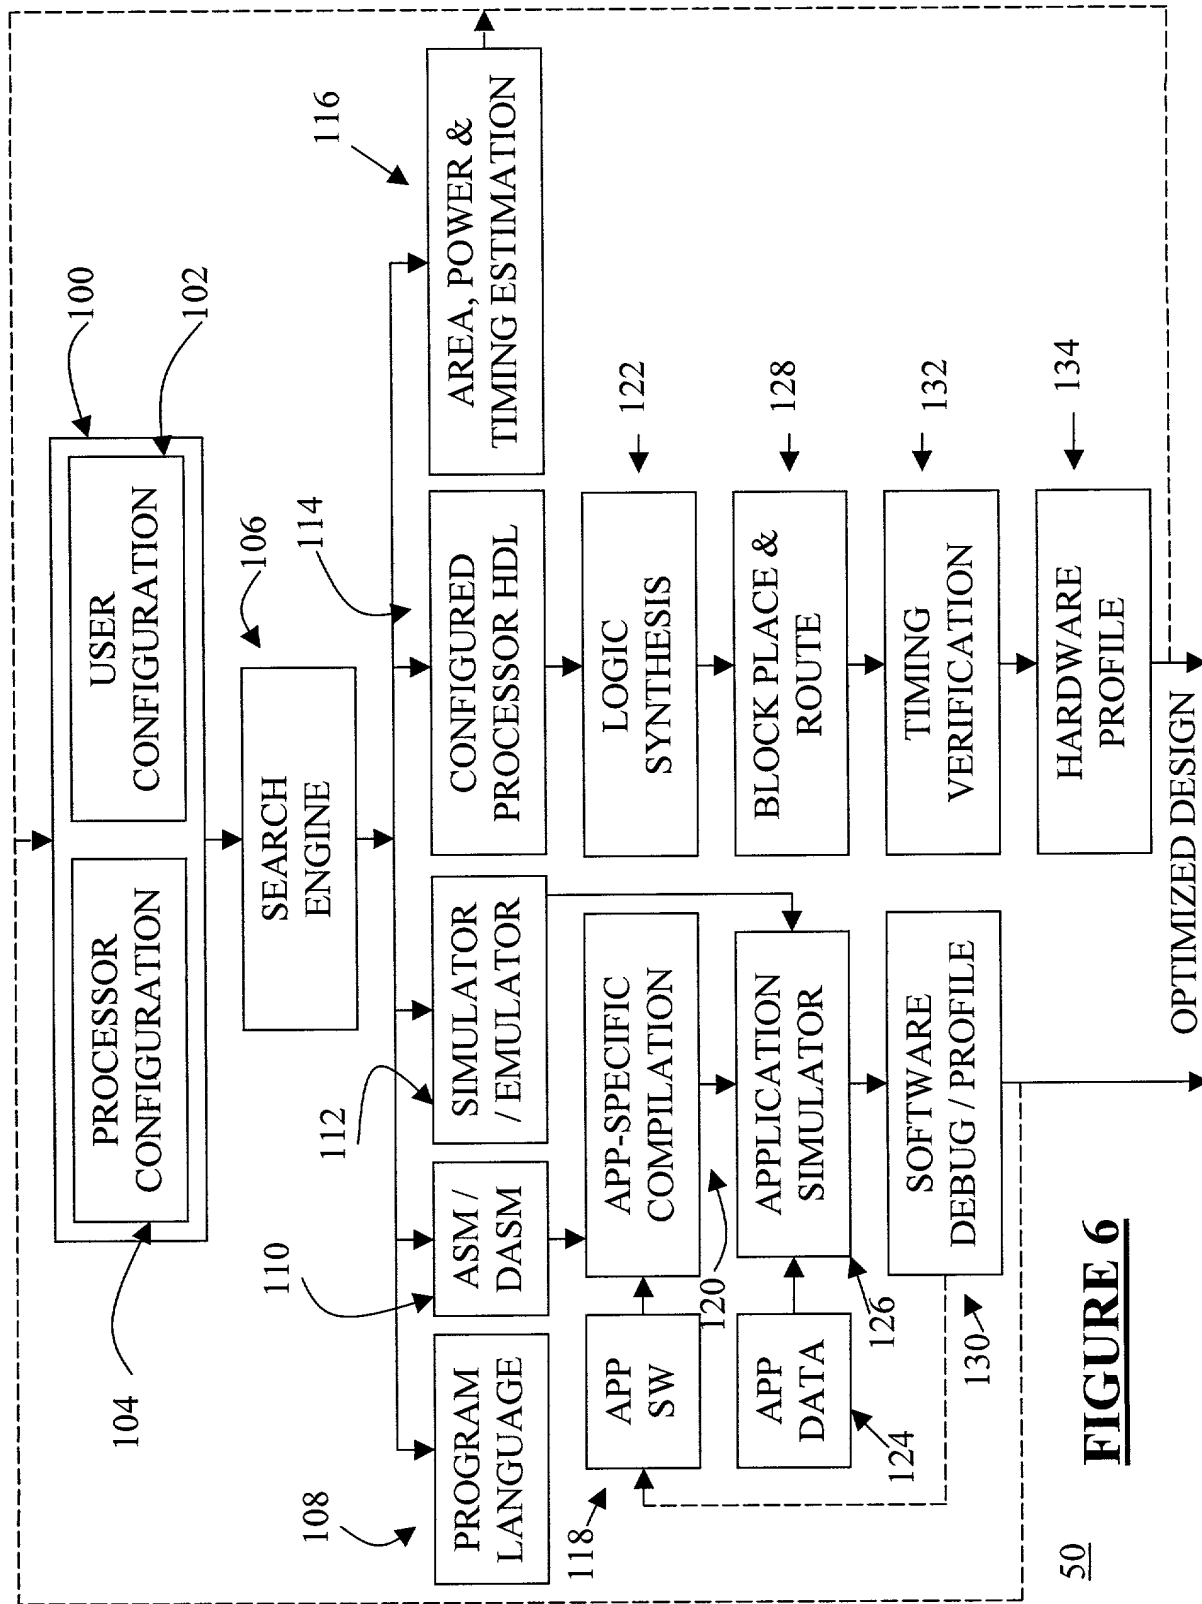 100
102
PROCESSOR
CONFIGURATION
USER
CONFIGURATION
104
106
SEARCH
ENGINE
108
110
112
114
116
PROGRAM
LANGUAGE
ASM /
DASM
SIMULATOR
/ EMULATOR
CONFIGURED
PROCESSOR HDL
AREA, POWER &
TIMING ESTIMATION
118
APP
SW
APP-SPECIFIC
COMPILATION
120
LOGIC
SYNTHESIS
122
APP
DATA
124
APPLICATION
SIMULATOR
126
BLOCK PLACE &
ROUTE
128
SOFTWARE
DEBUG / PROFILE
130
TIMING
VERIFICATION
132
HARDWARE
PROFILE
134
OPTIMIZED DESIGN
50
FIGURE 6